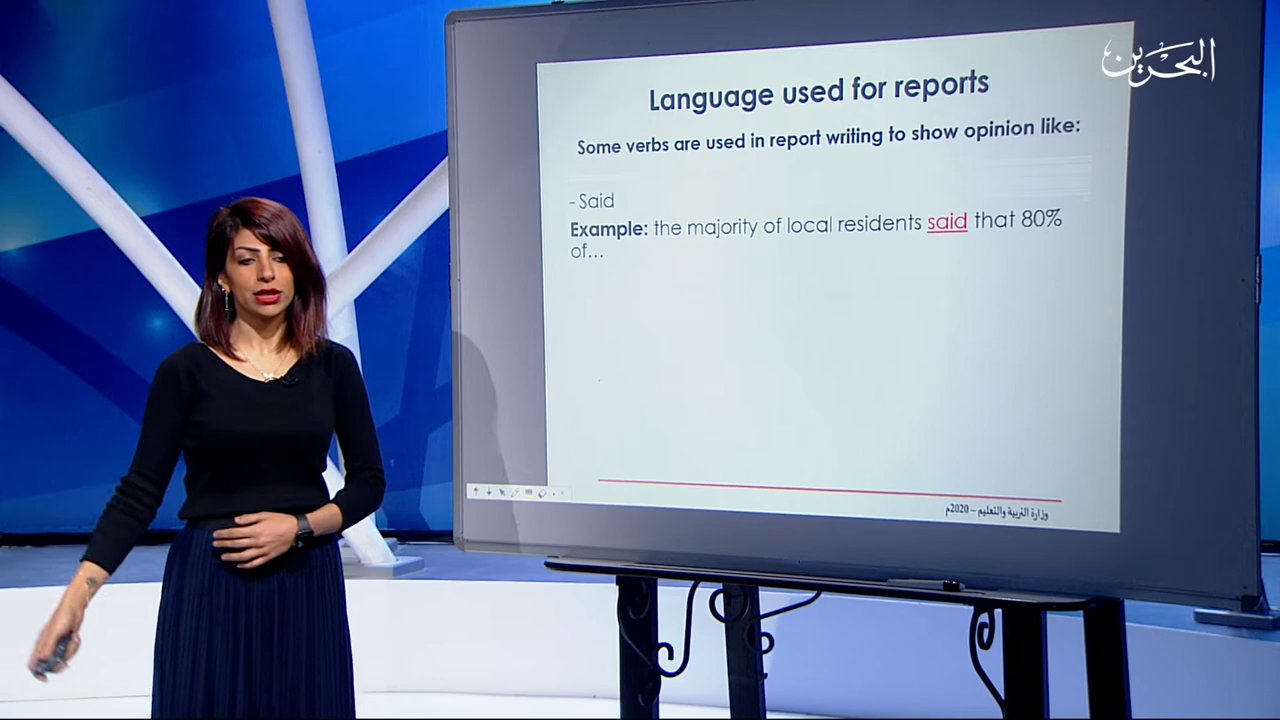 البحرين
Language used for reports
Some verbs are used in report writing to show opinion like:
- Said
Example: the majority of local residents said that 80%
of...
وزارة التربية والتعليم – 2020م